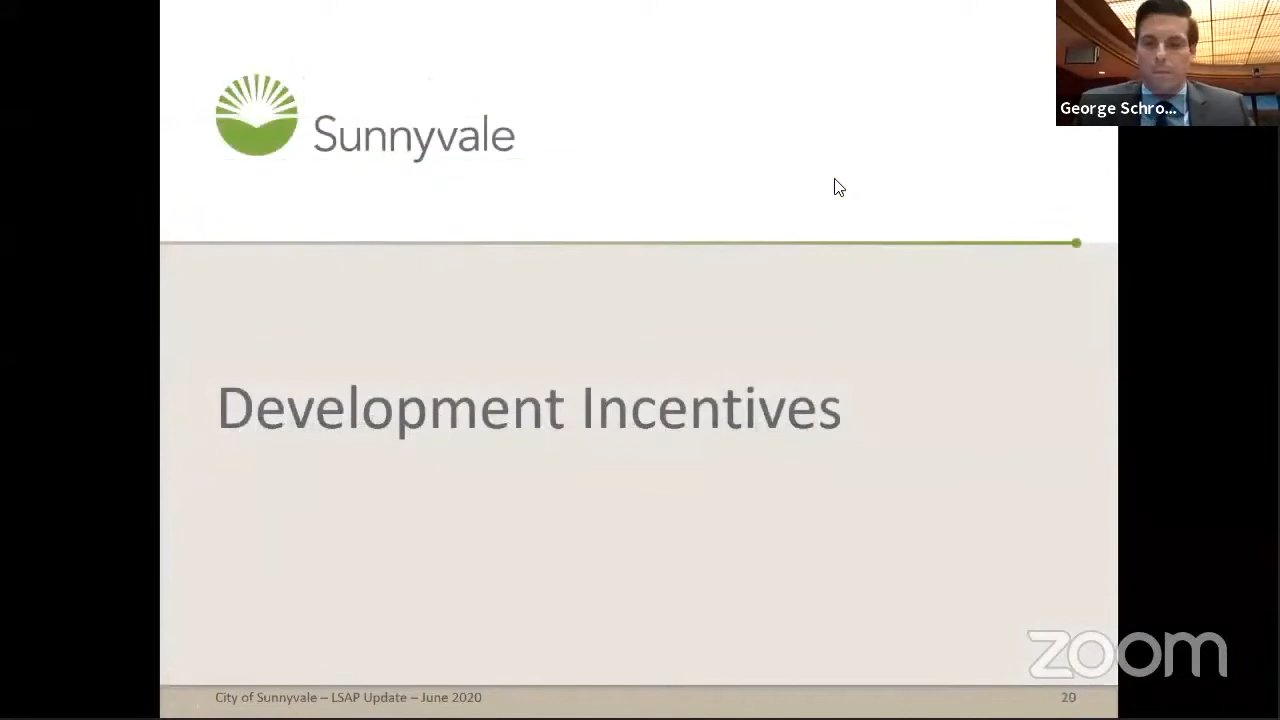 Sunnyvale
George Schro...
Development Incentives
zoom
City of Sunnyvale – LSAP Update – June 2020
20